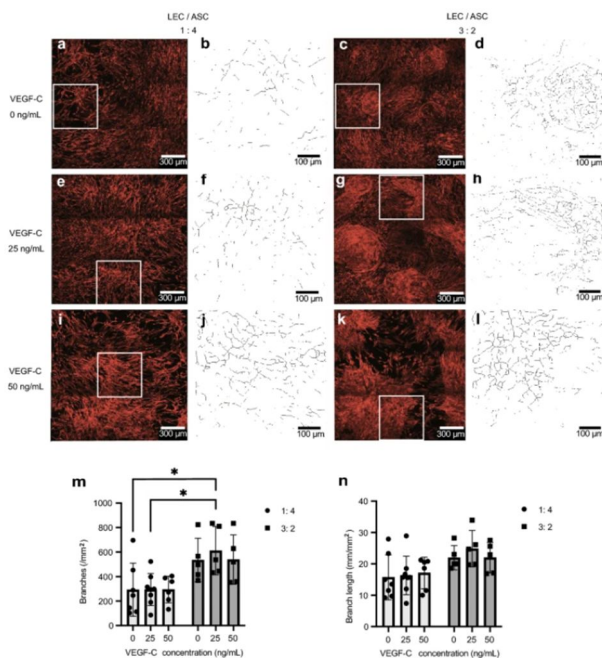 LEC / ASC
1 : 4
LEC / ASC
3 : 2
a b c d
VEGF-C
0 ng/mL
300 µm 100 µm 300 µm 100 µm
e f g h
VEGF-C
25 ng/mL
300 µm 100 µm 300 µm 100 µm
i j k l
VEGF-C
50 ng/mL
300 µm 100 µm 300 µm 100 µm
m
*
*
1: 4
3: 2
Branches (/mm²)
1000
800
600
400
200
0
0 25 50 0 25 50
VEGF-C concentration (ng/mL)
n
1: 4
3: 2
Branch length (mm/mm²)
40
30
20
10
0
0 25 50 0 25 50
VEGF-C concentration (ng/mL)